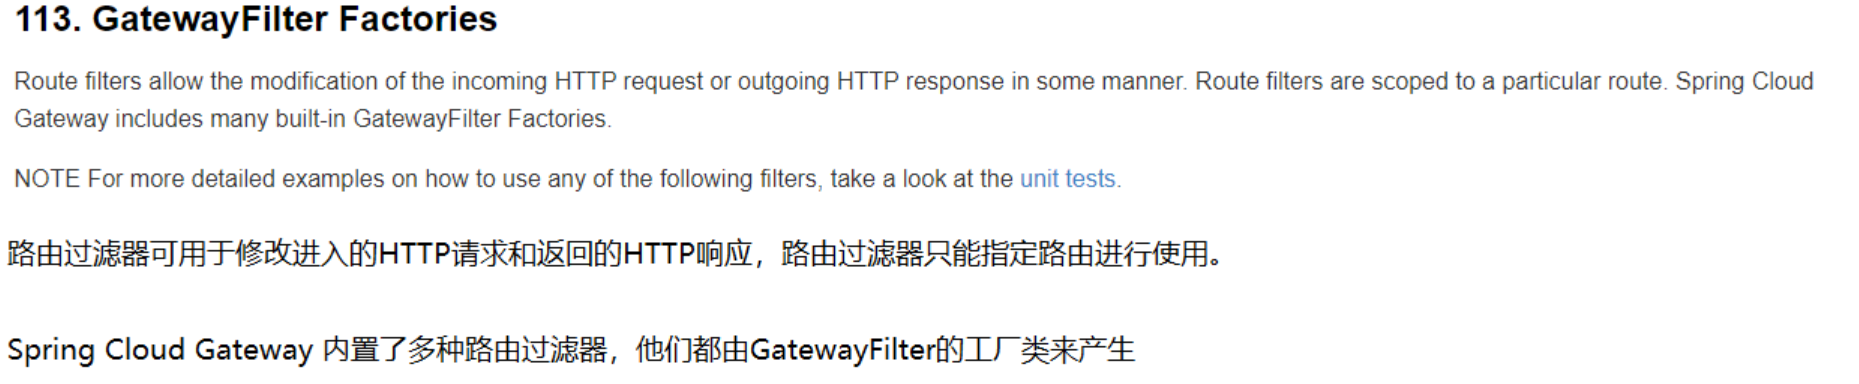 113. GatewayFilter Factories
Route filters allow the modification of the incoming HTTP request or outgoing HTTP response in some manner. Route filters are scoped to a particular route. Spring Cloud
Gateway includes many built-in GatewayFilter Factories.
NOTE For more detailed examples on how to use any of the following filters, take a look at the unit tests.
路由过滤器可用于修改进入的HTTP请求和返回的HTTP响应，路由过滤器只能指定路由进行使用。
Spring Cloud Gateway 内置了多种路由过滤器，他们都由GatewayFilter的工厂类来产生